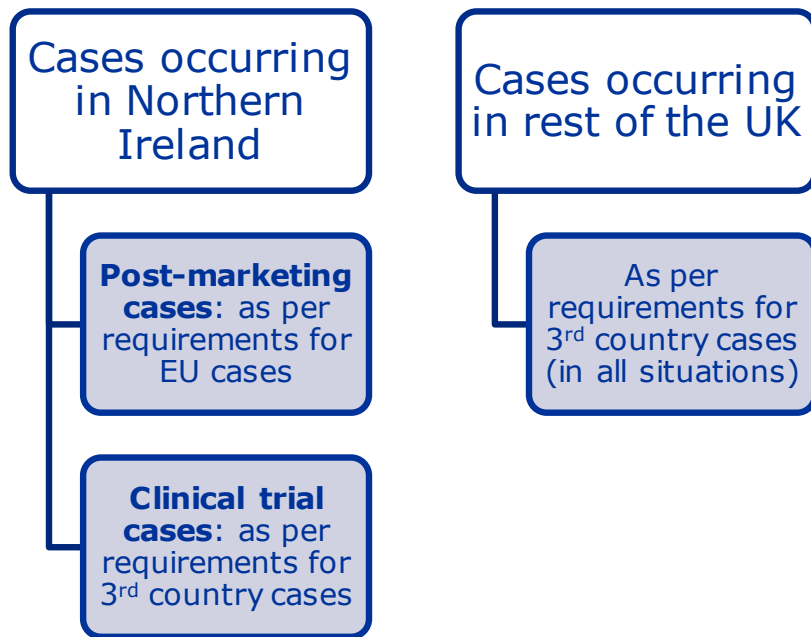 Cases occurring
in Northern
Ireland
Post-marketing
cases: as per
requirements for
EU cases
Clinical trial
cases: as per
requirements for
3rd country cases
Cases occurring
in rest of the UK
As per
requirements for
3rd country cases
(in all situations)